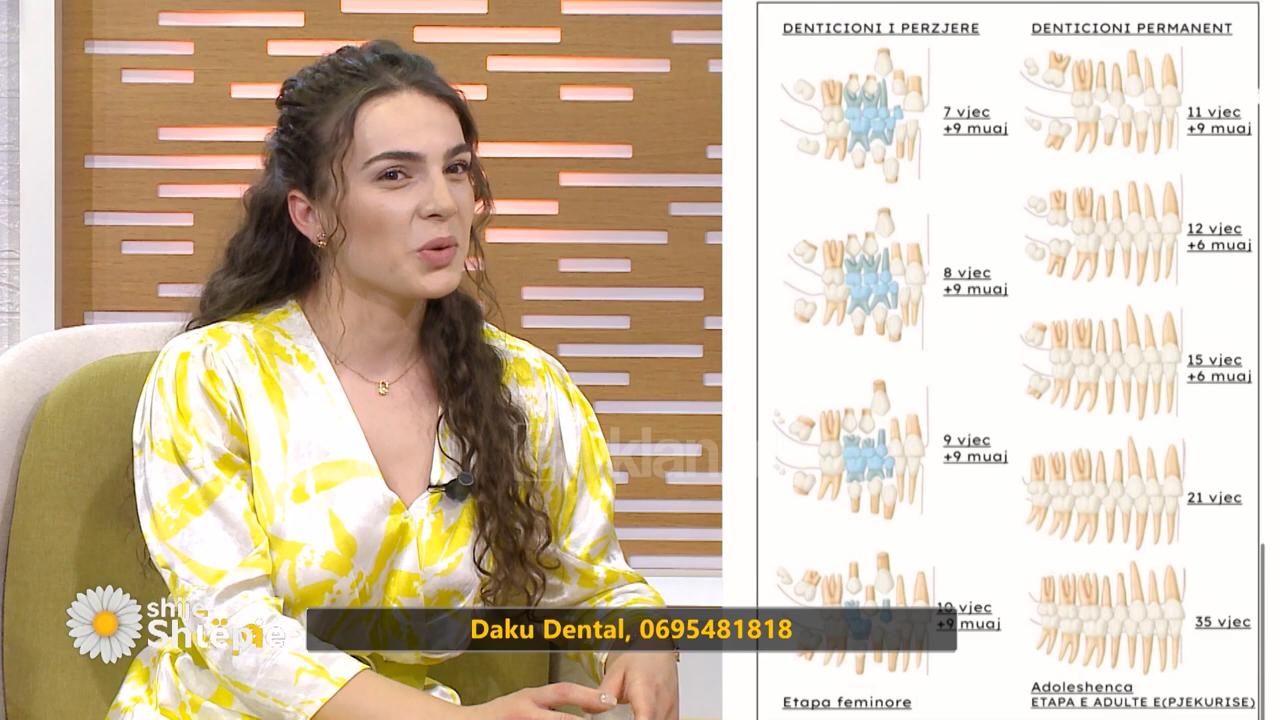 DENTICIONI I PERZJERE
7 vjec
+9 muaj
8 vjec
+9 muaj
9 vjec
+9 muaj
10 vjec
+9 muaj
Etapa feminore
DENTICIONI PERMANENT
11 vjec
+9 muaj
12 vjec
+6 muaj
15 vjec
+6 muaj
21 vjec
35 vjec
Adoleshenca
ETAPA E ADULTE E(PJEKURISE)
klan
shije
Shtëpie
Daku Dental, 0695481818